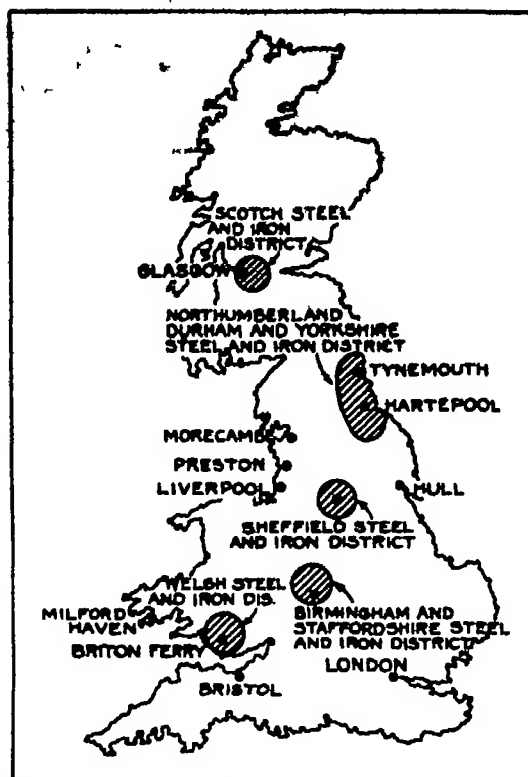 SCOTCH STEEL
AND IRON
DISTRICT
GLASGOW
NORTHUMBERLAND
DURHAM AND YORKSHIRE
STEEL AND IRON DISTRICT
TYNEMOUTH
HARTEPOOL
MORECAMBE
PRESTON
LIVERPOOL
HULL
SHEFFIELD STEEL
AND IRON DISTRICT
WELSH STEEL
AND IRON DIS.
MILFORD
HAVEN
BRITON FERRY
BIRMINGHAM AND
STAFFORDSHIRE STEEL
AND IRON DISTRICT
LONDON
BRISTOL